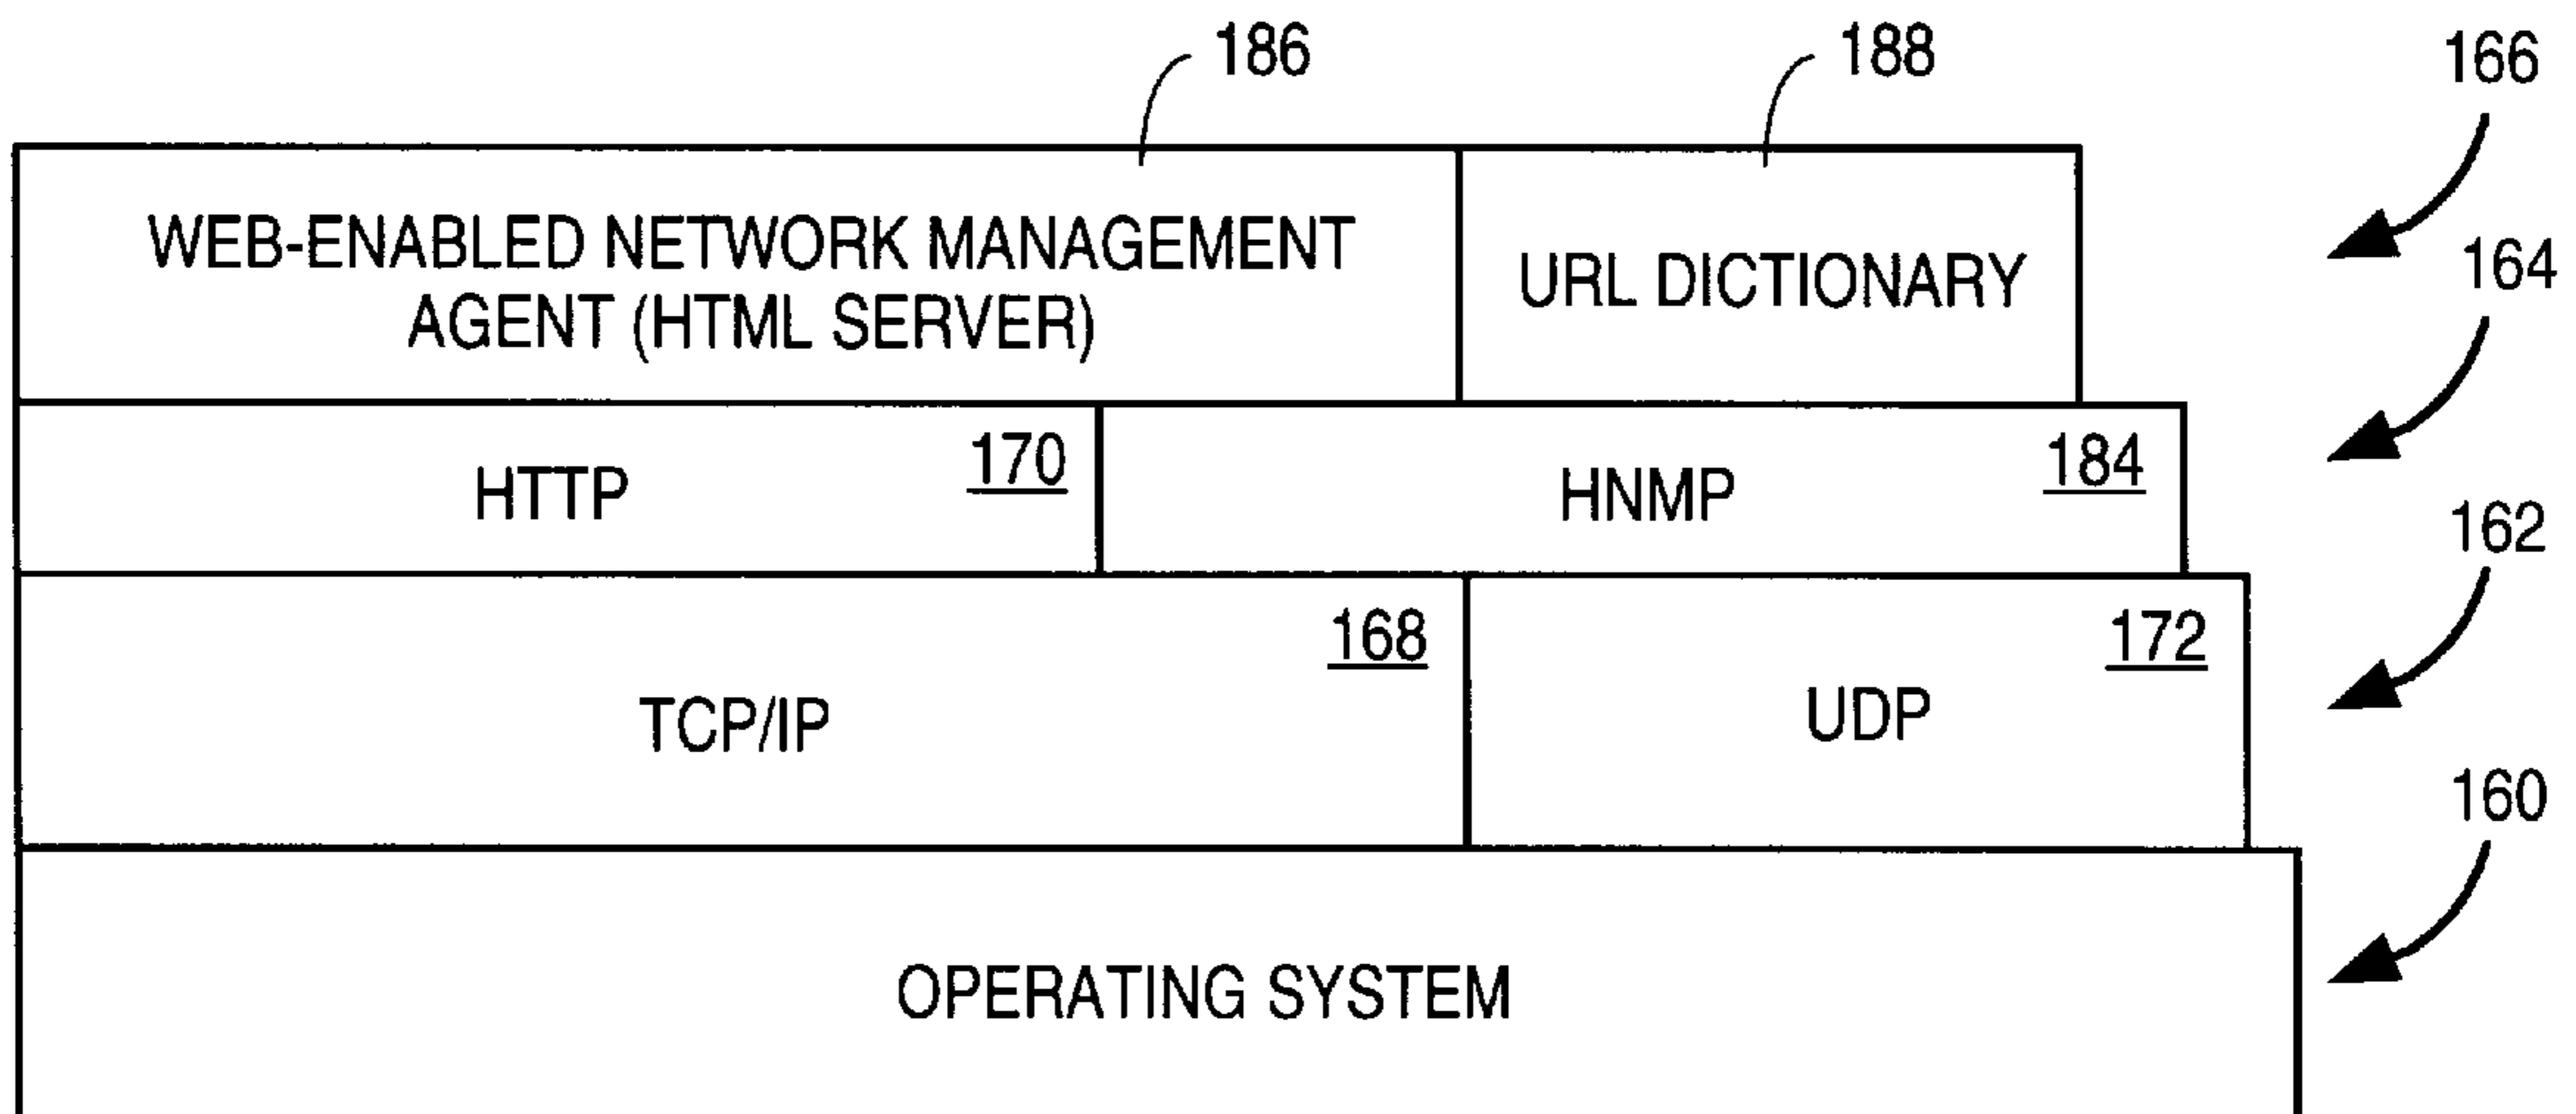 186
188
166
WEB-ENABLED NETWORK MANAGEMENT
AGENT (HTML SERVER)
URL DICTIONARY
164
HTTP
170
HNMP
184
162
TCP/IP
168
UDP
172
160
OPERATING SYSTEM